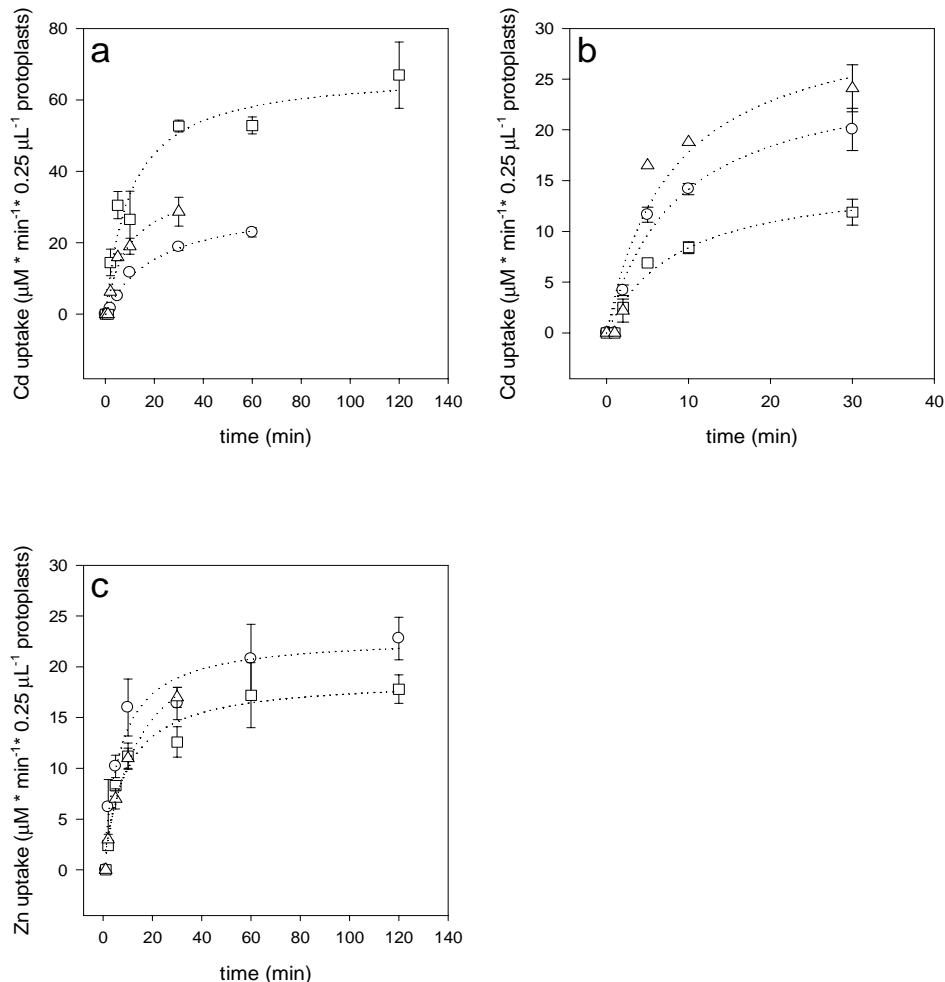 a
80
60
40
20
0
Cd uptake (µM * min⁻¹* 0.25 µL⁻¹ protoplasts)
0 20 40 60 80 100 120 140
time (min)
b
30
25
20
15
10
5
0
Cd uptake (µM * min⁻¹* 0.25 µL⁻¹ protoplasts)
0 10 20 30 40
time (min)
c
30
25
20
15
10
5
0
Zn uptake (µM * min⁻¹* 0.25 µL⁻¹ protoplasts)
0 20 40 60 80 100 120 140
time (min)